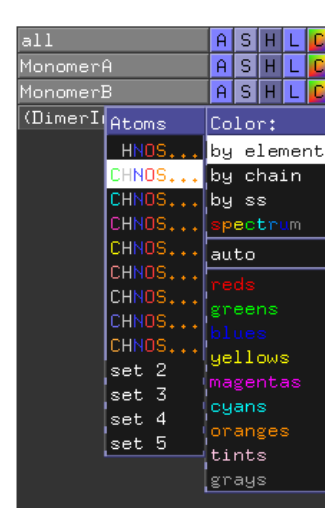 all A S H L C
MonomerA A S H L C
MonomerB A S H L C
(DimerI
Atoms
HNOS...
CHNOS...
CHNOS...
CHNOS...
CHNOS...
CHNOS...
CHNOS...
CHNOS...
CHNOS...
set 2
set 3
set 4
set 5
Color:
by element
by chain
by ss
spectrum
auto
reds
greens
blues
yellows
magentas
cyans
oranges
tints
grays